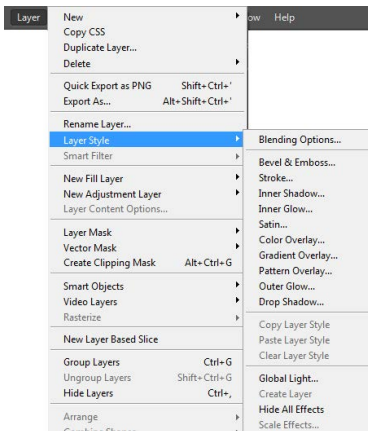 Layer
ow Help
New
Copy CSS
Duplicate Layer...
Delete
Quick Export as PNG Shift+Ctrl+'
Export As... Alt+Shift+Ctrl+'
Rename Layer...
Layer Style
Smart Filter
New Fill Layer
New Adjustment Layer
Layer Content Options...
Layer Mask
Vector Mask
Create Clipping Mask Alt+Ctrl+G
Smart Objects
Video Layers
Rasterize
New Layer Based Slice
Group Layers Ctrl+G
Ungroup Layers Shift+Ctrl+G
Hide Layers Ctrl+,
Arrange
Combine Shapes
Blending Options...
Bevel & Emboss...
Stroke...
Inner Shadow...
Inner Glow...
Satin...
Color Overlay...
Gradient Overlay...
Pattern Overlay...
Outer Glow...
Drop Shadow...
Copy Layer Style
Paste Layer Style
Clear Layer Style
Global Light...
Create Layer
Hide All Effects
Scale Effects...